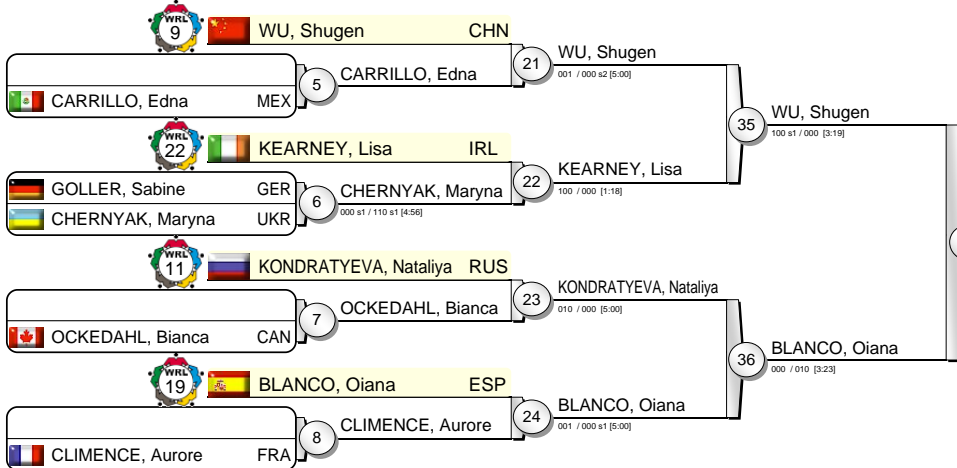 WRL
9
WU, Shugen CHN
5
CARRILLO, Edna
CARRILLO, Edna MEX
21
WU, Shugen
001 / 000 s2 [5:00]
WRL
22
KEARNEY, Lisa IRL
GOLLER, Sabine GER
CHERNYAK, Maryna UKR
6
CHERNYAK, Maryna
000 s1 / 110 s1 [4:56]
22
KEARNEY, Lisa
100 / 000 [1:18]
35
WU, Shugen
100 s1 / 000 [3:19]
WRL
11
KONDRATYEVA, Nataliya RUS
OCKEDAHL, Bianca CAN
7
OCKEDAHL, Bianca
23
KONDRATYEVA, Nataliya
010 / 000 [5:00]
WRL
19
BLANCO, Oiana ESP
CLIMENCE, Aurore FRA
8
CLIMENCE, Aurore
24
BLANCO, Oiana
001 / 000 s1 [5:00]
36
BLANCO, Oiana
000 / 010 [3:23]